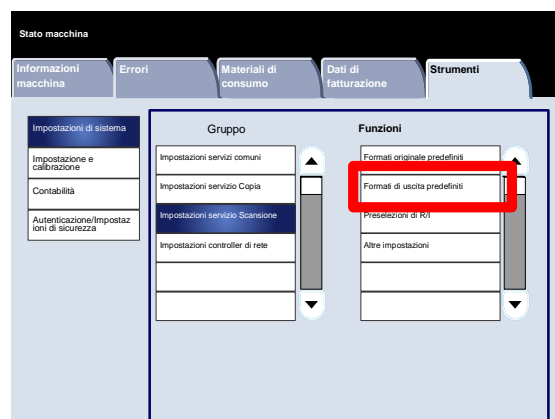 Stato macchina
Informazioni
macchina
Errori
Materiali di
consumo
Dati di
fatturazione
Strumenti
Impostazioni di sistema
Impostazione e
calibrazione
Contabilità
Autenticazione/Impostaz
ioni di sicurezza
Gruppo
Impostazioni servizi comuni
Impostazioni servizio Copia
Impostazioni servizio Scansione
Impostazioni controller di rete
Funzioni
Formati originale predefiniti
Formati di uscita predefiniti
Preselezioni di R/I
Altre impostazioni